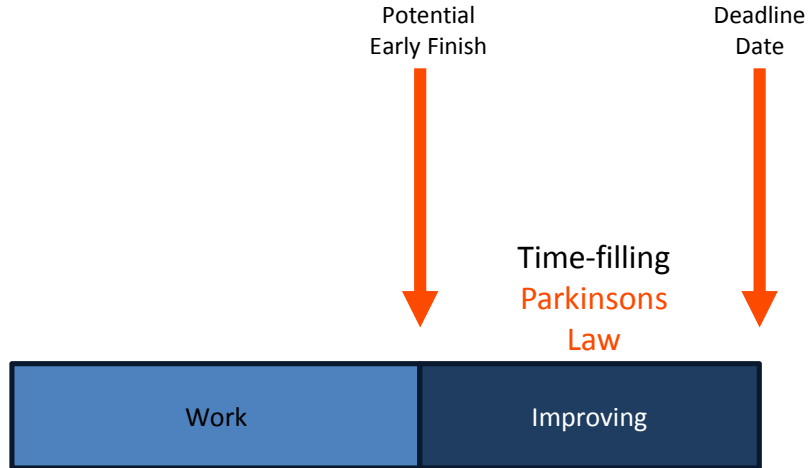 Potential
Early Finish
Deadline
Date
Time-filling
Parkinsons
Law
Work
Improving